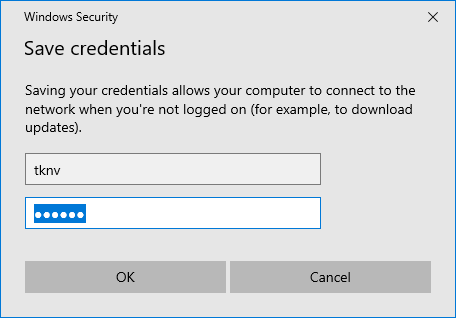 Windows Security
Save credentials
Saving your credentials allows your computer to connect to the
network when you're not logged on (for example, to download
updates).
tknv
●●●●●●
OK
Cancel